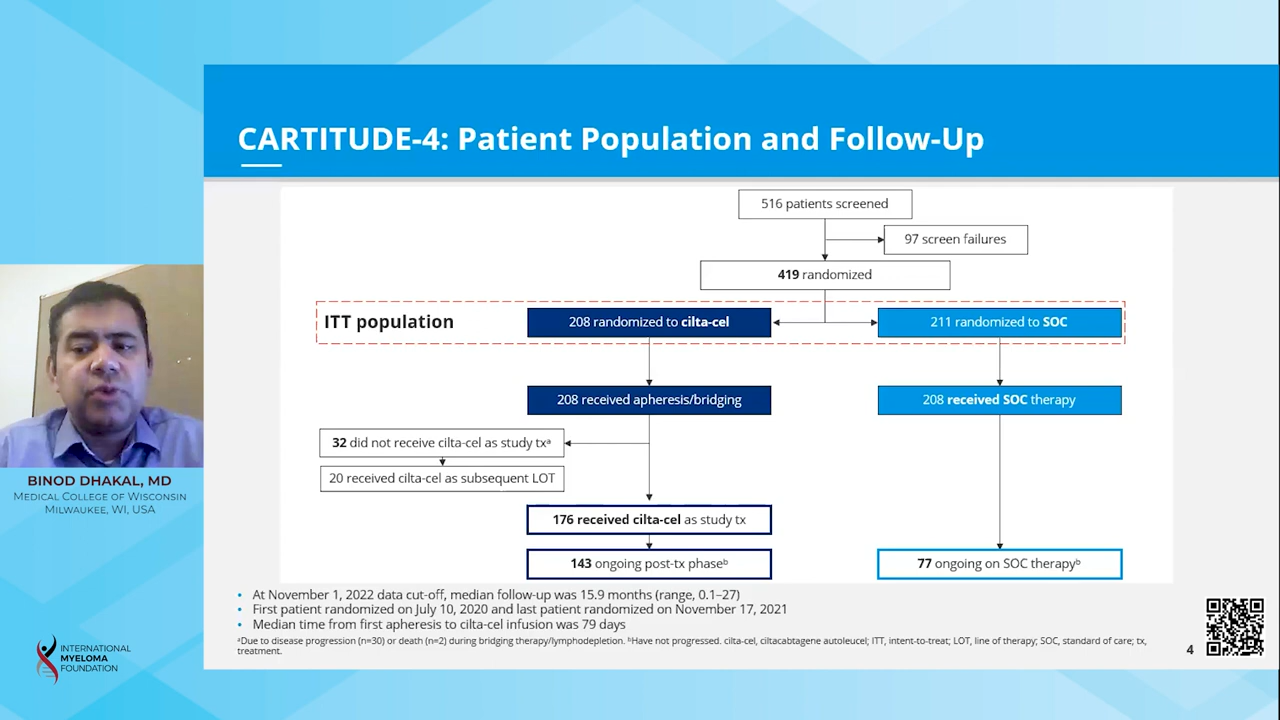 CARTITUDE-4: Patient Population and Follow-Up
516 patients screened
97 screen failures
419 randomized
ITT population
208 randomized to cilta-cel
211 randomized to SOC
208 received apheresis/bridging
208 received SOC therapy
32 did not receive cilta-cel as study txᵃ
20 received cilta-cel as subsequent LOT
176 received cilta-cel as study tx
143 ongoing post-tx phaseᵇ
77 ongoing on SOC therapyᵇ
• At November 1, 2022 data cut-off, median follow-up was 15.9 months (range, 0.1–27)
• First patient randomized on July 10, 2020 and last patient randomized on November 17, 2021
• Median time from first apheresis to cilta-cel infusion was 79 days
ᵃDue to disease progression (n=30) or death (n=2) during bridging therapy/lymphodepletion. ᵇHave not progressed. cilta-cel, ciltacabtagene autoleucel; ITT, intent-to-treat; LOT, line of therapy; SOC, standard of care; tx,
treatment.
4
BINOD DHAKAL, MD
MEDICAL COLLEGE OF WISCONSIN
MILWAUKEE, WI, USA
INTERNATIONAL
MYELOMA
FOUNDATION